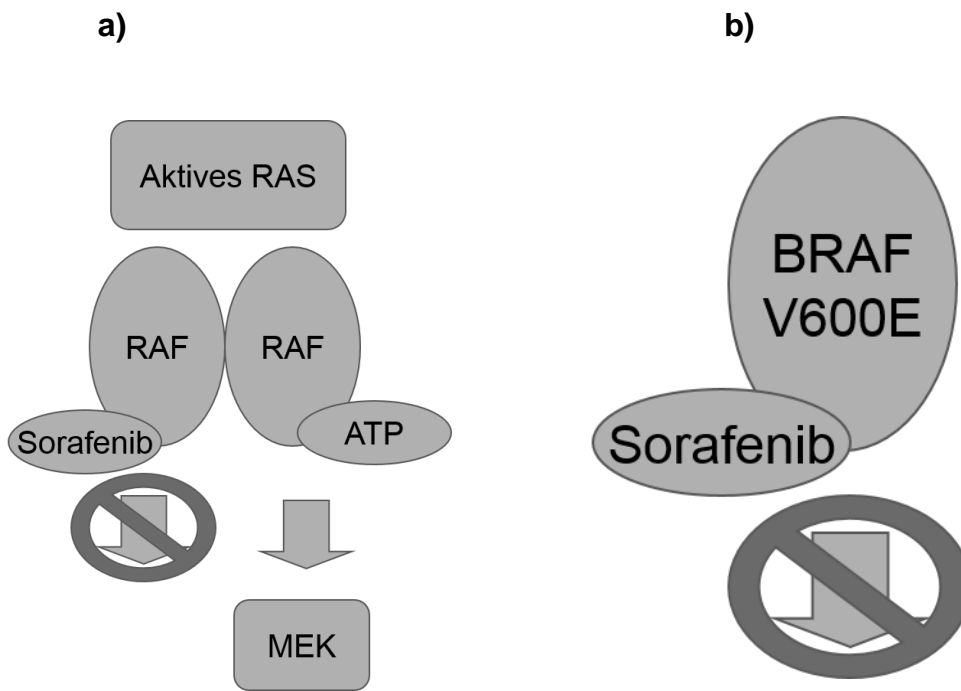 a)
b)
Aktives RAS
RAF
RAF
Sorafenib
ATP
MEK
BRAF
V600E
Sorafenib